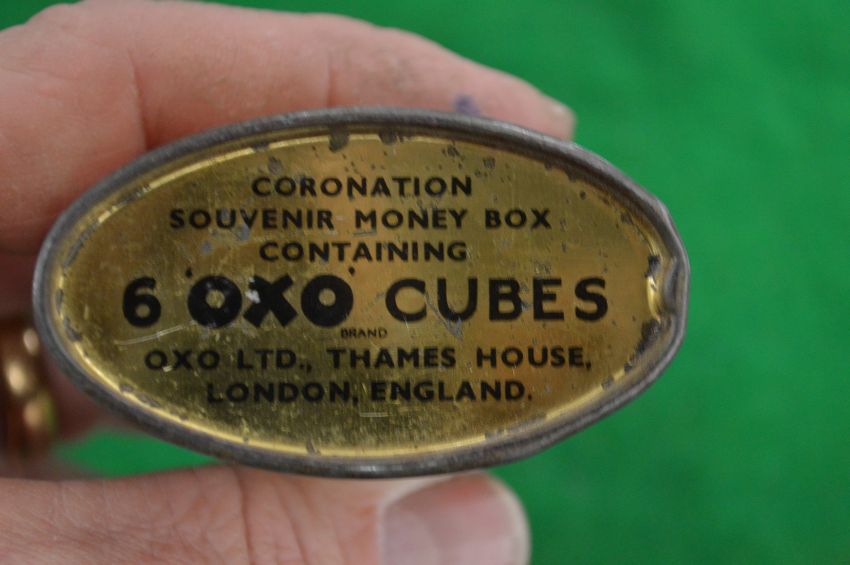 CORONATION
SOUVENIR MONEY BOX
CONTAINING
6 'OXO' CUBES
BRAND
OXO LTD., THAMES HOUSE,
LONDON, ENGLAND.